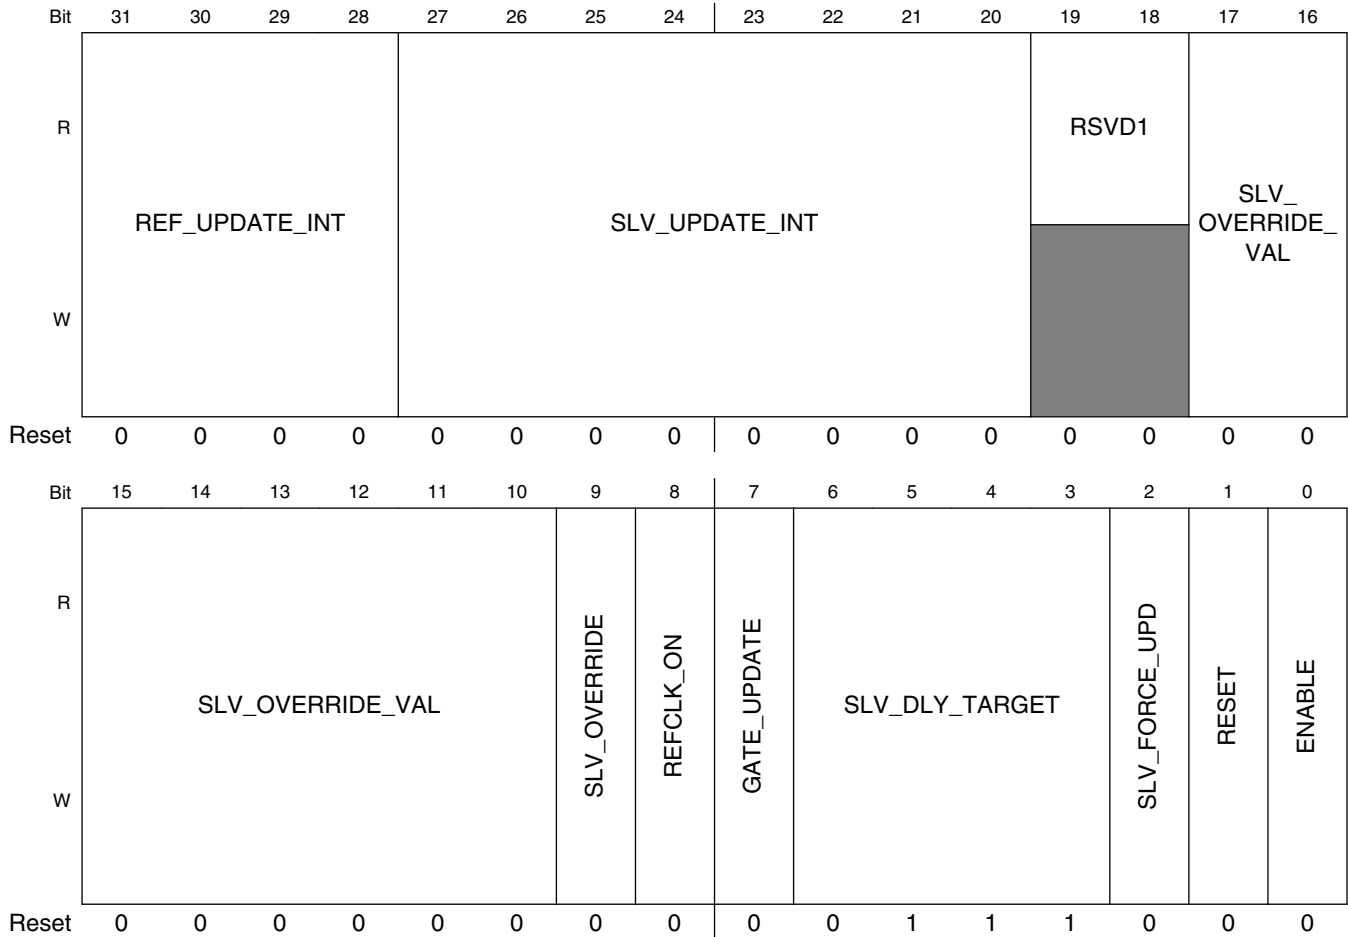 Bit 31 30 29 28 27 26 25 24 23 22 21 20 19 18 17 16
R
RSVD1
REF_UPDATE_INT
SLV_UPDATE_INT
SLV_
OVERRIDE_
VAL
W
Reset 0 0 0 0 0 0 0 0 0 0 0 0 0 0 0 0
Bit 15 14 13 12 11 10 9 8 7 6 5 4 3 2 1 0
R
SLV_OVERRIDE_VAL
SLV_OVERRIDE
REFCLK_ON
GATE_UPDATE
SLV_DLY_TARGET
SLV_FORCE_UPD
RESET
ENABLE
W
Reset 0 0 0 0 0 0 0 0 0 0 1 1 1 0 0 0